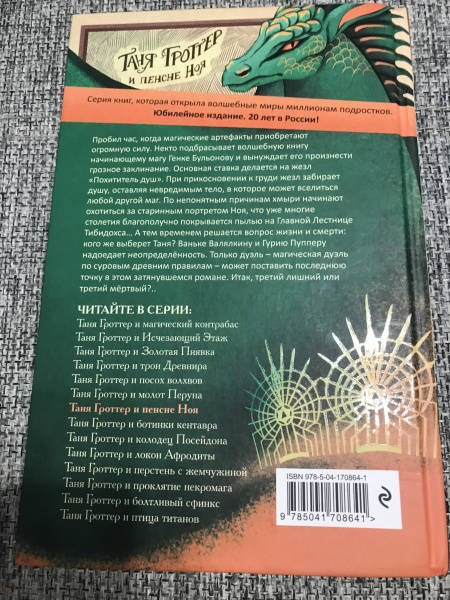 Таня Гроттер
и пенсне Ноя
Серия книг, которая открыла волшебные миры миллионам подростков.
Юбилейное издание. 20 лет в России!
Пробил час, когда магические артефакты приобретают
огромную силу. Некто подбрасывает волшебную книгу
начинающему магу Генке Бульонову и вынуждает его произнести
грозное заклинание. Основная ставка делается на жезл
«Похититель душ». При прикосновении к груди жезл забирает
душу, оставляя невредимым тело, в которое может вселиться
любой другой маг. По непонятным причинам хмыри начинают
охотиться за старинным портретом Ноя, что уже многие
столетия благополучно покрывается пылью на Главной Лестнице
Тибидохса... А тем временем решается вопрос жизни и смерти:
кого же выберет Таня? Ваньке Валялкину и Гурию Пупперу
надоедает неопределённость. Только дуэль – магическая дуэль
по суровым древним правилам – может поставить последнюю
точку в этом затянувшемся романе. Итак, третий лишний или
третий мёртвый?..
ЧИТАЙТЕ В СЕРИИ:
Таня Гроттер и магический контрабас
Таня Гроттер и Исчезающий Этаж
Таня Гроттер и Золотая Пиявка
Таня Гроттер и трон Древнира
Таня Гроттер и посох волхвов
Таня Гроттер и молот Перуна
Таня Гроттер и пенсне Ноя
Таня Гроттер и ботинки кентавра
Таня Гроттер и колодец Посейдона
Таня Гроттер и локон Афродиты
Таня Гроттер и перстень с жемчужиной
Таня Гроттер и проклятие некромага
Таня Гроттер и болтливый сфинкс
Таня Гроттер и птица титанов
ISBN 978-5-04-170864-1
9 785041 708641 >